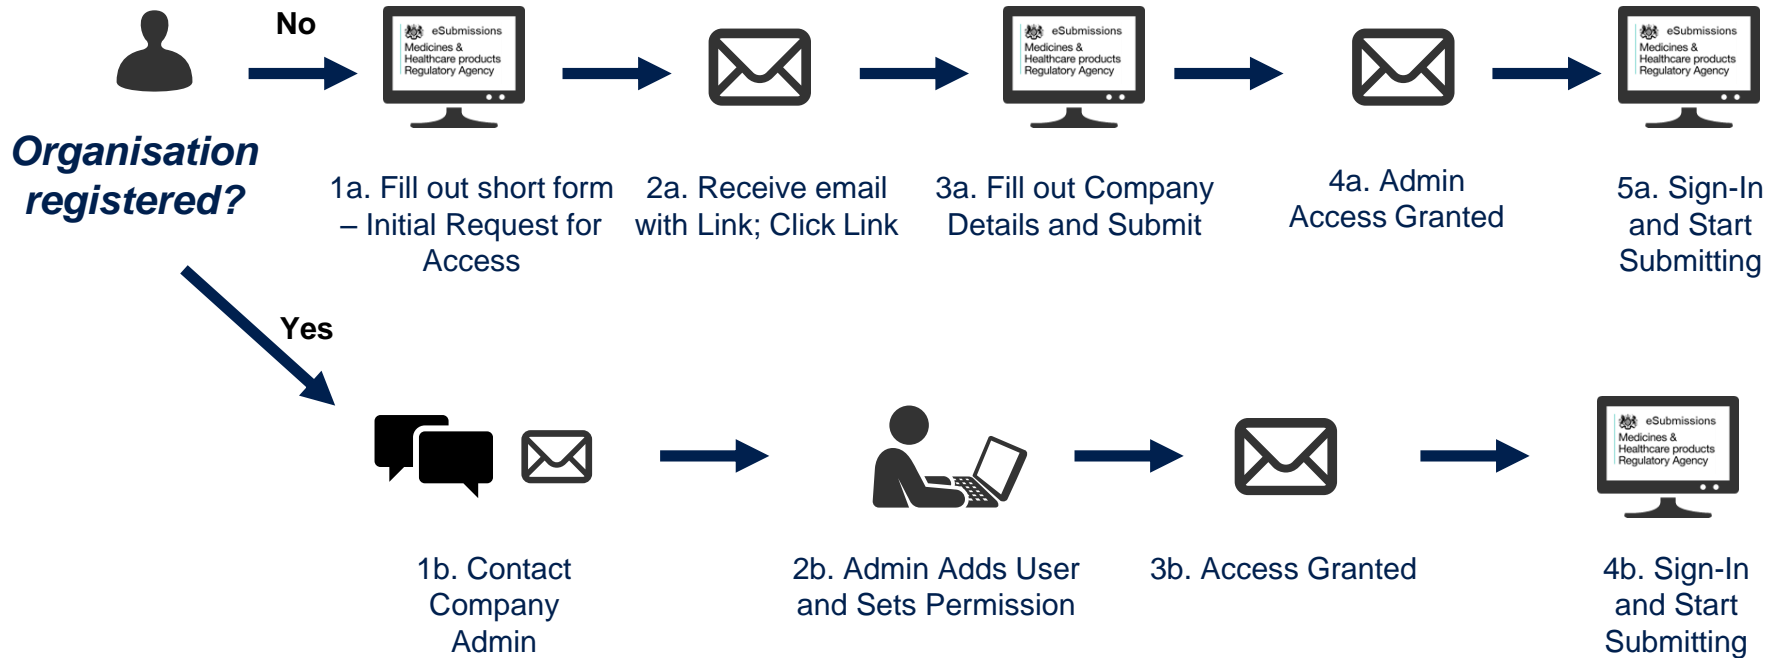 No
eSubmissions
Medicines &
Healthcare products
Regulatory Agency
eSubmissions
Medicines &
Healthcare products
Regulatory Agency
eSubmissions
Medicines &
Healthcare products
Regulatory Agency
Organisation
registered?
1a. Fill out short form
– Initial Request for
Access
2a. Receive email
with Link; Click Link
3a. Fill out Company
Details and Submit
4a. Admin
Access Granted
5a. Sign-In
and Start
Submitting
Yes
eSubmissions
Medicines &
Healthcare products
Regulatory Agency
1b. Contact
Company
Admin
2b. Admin Adds User
and Sets Permission
3b. Access Granted
4b. Sign-In
and Start
Submitting